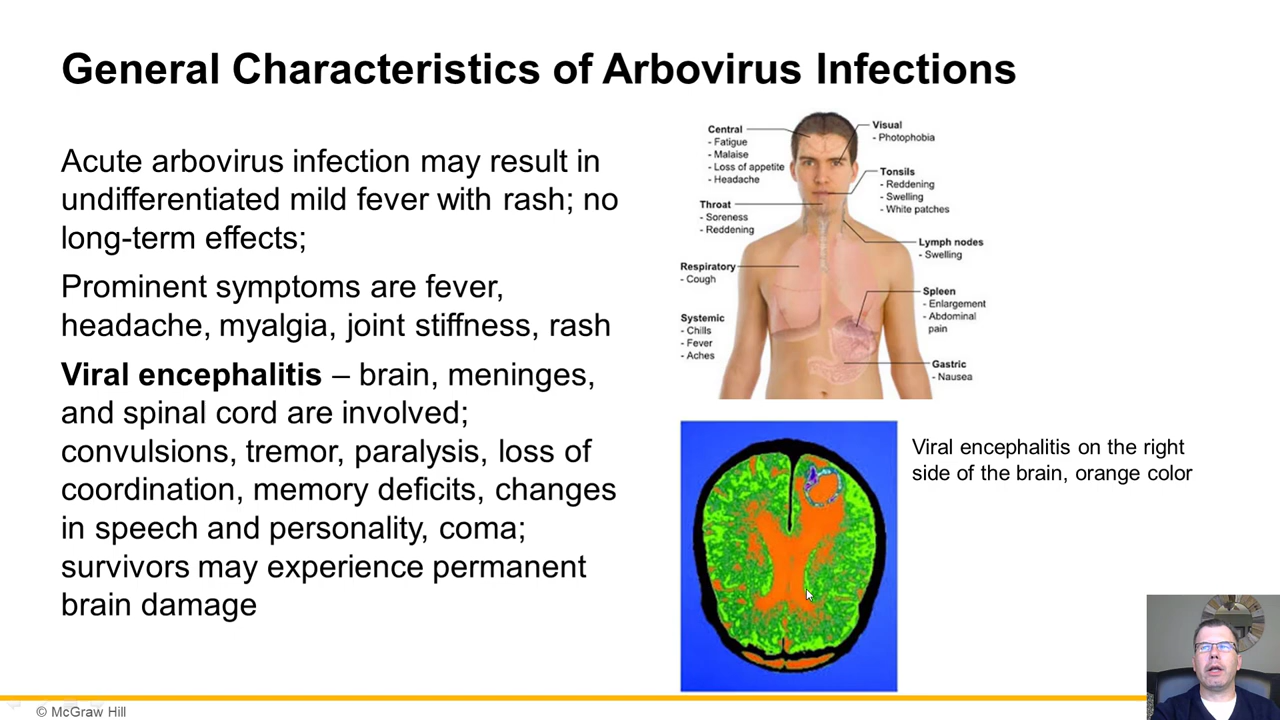 General Characteristics of Arbovirus Infections
Acute arbovirus infection may result in
undifferentiated mild fever with rash; no
long-term effects;
Prominent symptoms are fever,
headache, myalgia, joint stiffness, rash
Viral encephalitis – brain, meninges,
and spinal cord are involved;
convulsions, tremor, paralysis, loss of
coordination, memory deficits, changes
in speech and personality, coma;
survivors may experience permanent
brain damage
Central
- Fatigue
- Malaise
- Loss of appetite
- Headache
Visual
- Photophobia
Tonsils
- Reddening
- Swelling
- White patches
Throat
- Soreness
- Reddening
Lymph nodes
- Swelling
Respiratory
- Cough
Spleen
- Enlargement
- Abdominal
pain
Systemic
- Chills
- Fever
- Aches
Gastric
- Nausea
Viral encephalitis on the right
side of the brain, orange color
© McGraw Hill